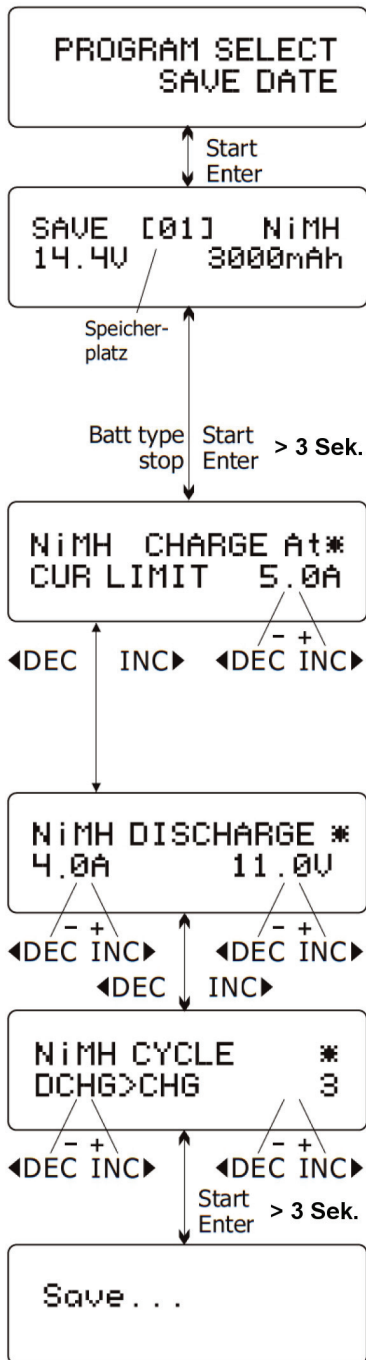 PROGRAM SELECT
SAVE DATE
Start
Enter
SAVE [01] NiMH
14.4V 3000mAh
Speicher-
platz
Batt type Start > 3 Sek.
stop Enter
NiMH CHARGE At*
CUR LIMIT 5.0A
- +
◀DEC INC▶ ◀DEC INC▶
NiMH DISCHARGE *
4.0A 11.0V
- + - +
◀DEC INC▶ ◀DEC INC▶
◀DEC INC▶
NiMH CYCLE *
DCHG>CHG 3
- + - +
◀DEC INC▶ ◀DEC INC▶
Start > 3 Sek.
Enter
Save...